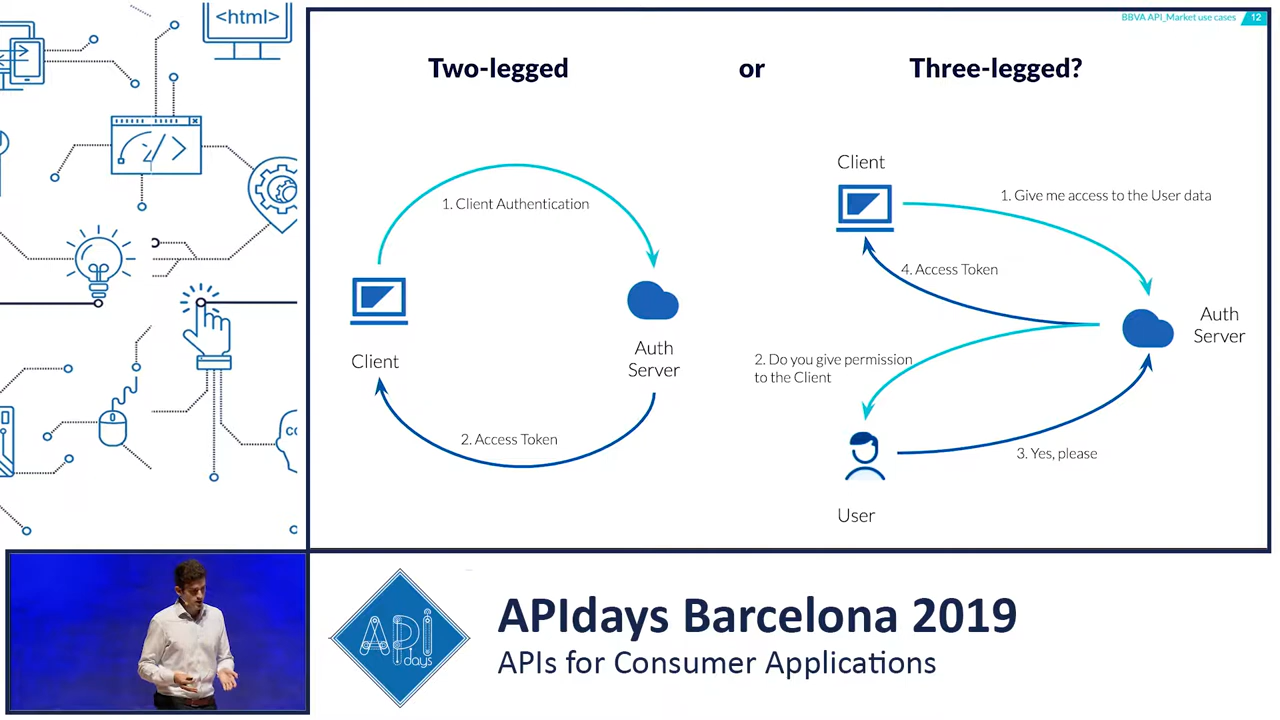 <html>
BBVA API_Market use cases 12
Two-legged or Three-legged?
1. Client Authentication
Client
Auth
Server
2. Access Token
Client
1. Give me access to the User data
4. Access Token
Auth
Server
2. Do you give permission
to the Client
3. Yes, please
User
API
days
APIdays Barcelona 2019
APIs for Consumer Applications